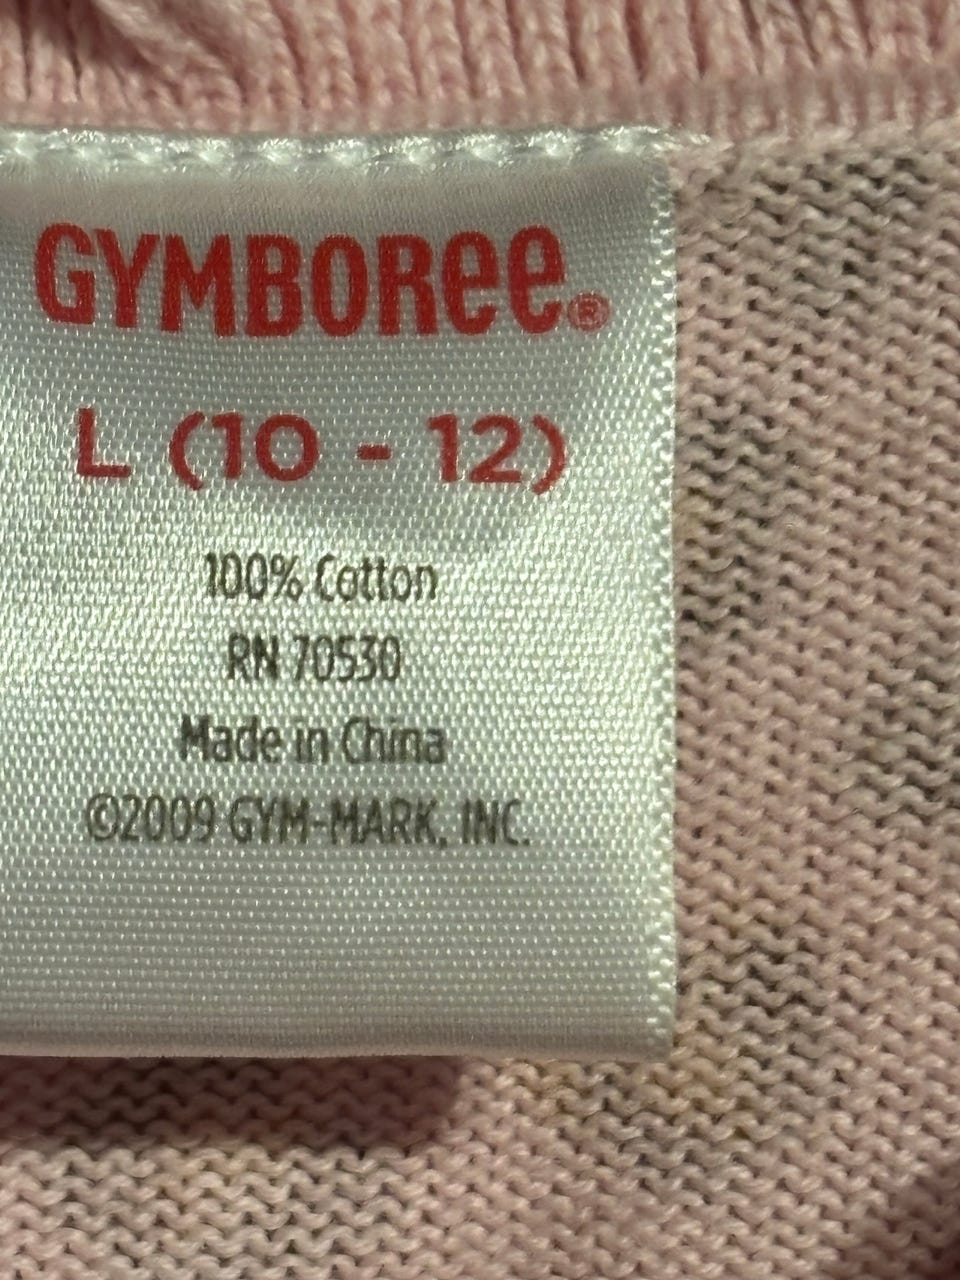 GYMBOREE®
L (10 - 12)
100% Cotton
RN 70530
Made in China
©2009 GYM-MARK, INC.